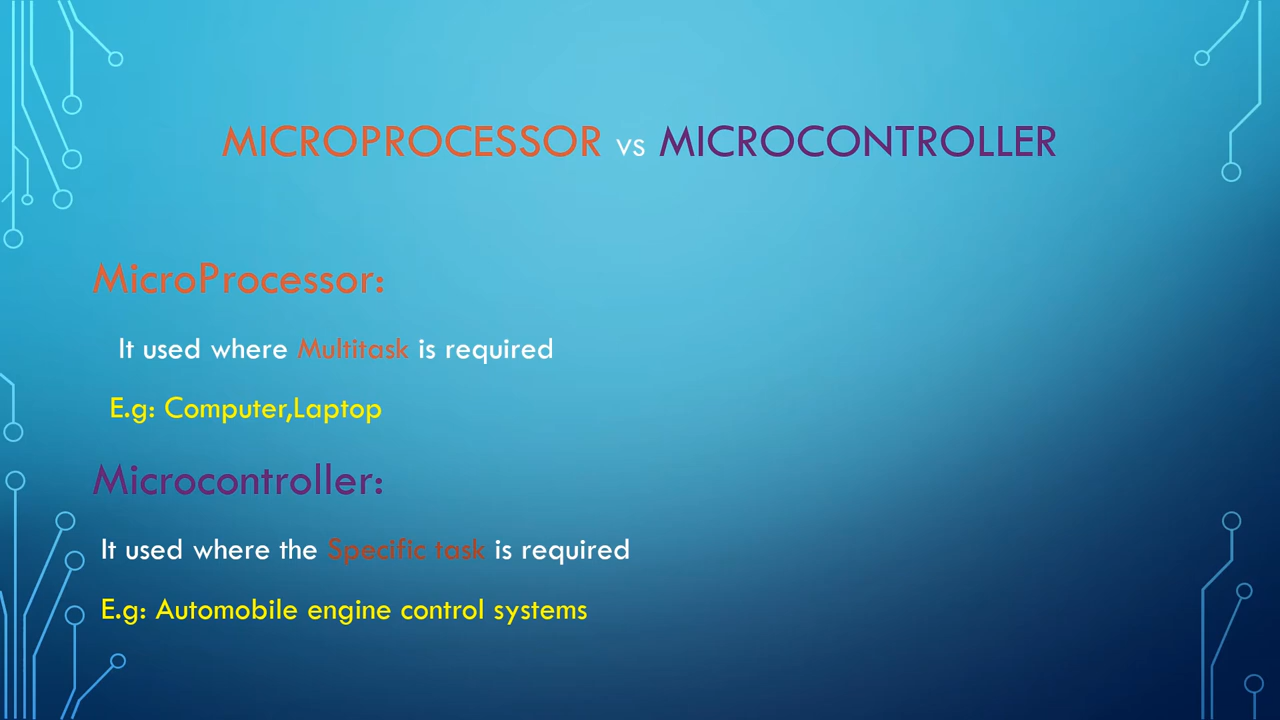 MICROPROCESSOR vs MICROCONTROLLER
MicroProcessor:
It used where Multitask is required
E.g: Computer,Laptop
Microcontroller:
It used where the Specific task is required
E.g: Automobile engine control systems